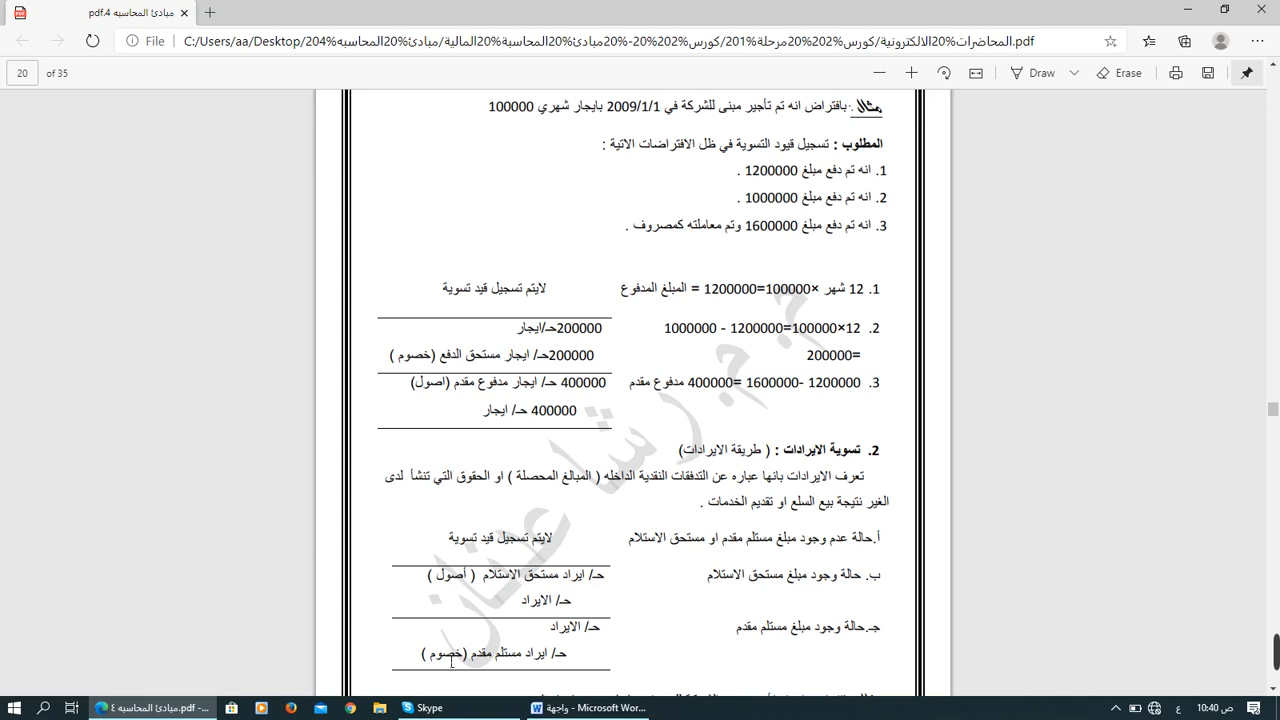 مبادئ المحاسبه 4.pdf
File
C:/Users/aa/Desktop/204%المحاضرات%20الالكترونية/كورس%202%20مرحلة%201/كورس%202%20-%20مبادئ%20المحاسبة%20المالية/مبادئ%20المحاسبه.pdf
20 of 35
Draw Erase
مثال: بافتراض انه تم تأجير مبنى للشركة في 2009/1/1 بايجار شهري 100000
المطلوب : تسجيل قيود التسوية في ظل الافتراضات الاتية :
1. انه تم دفع مبلغ 1200000 .
2. انه تم دفع مبلغ 1000000 .
3. انه تم دفع مبلغ 1600000 وتم معاملته كمصروف .
1. 12 شهر ×100000=1200000 = المبلغ المدفوع لايتم تسجيل قيد تسوية
2. 12×100000=1200000 - 1000000 200000حـ/ايجار
=200000 200000حـ/ ايجار مستحق الدفع (خصوم )
3. 1200000 -1600000 =400000 مدفوع مقدم 400000 حـ/ ايجار مدفوع مقدم (اصول)
400000 حـ/ ايجار
2. تسوية الايرادات : ( طريقة الايرادات)
تعرف الايرادات بانها عباره عن التدفقات النقدية الداخله ( المبالغ المحصلة ) او الحقوق التي تنشأ لدى
الغير نتيجة بيع السلع او تقديم الخدمات .
أ.حالة عدم وجود مبلغ مستلم مقدم او مستحق الاستلام لايتم تسجيل قيد تسوية
ب. حالة وجود مبلغ مستحق الاستلام حـ/ ايراد مستحق الاستلام ( أصول )
حـ/ الايراد
جـ.حالة وجود مبلغ مستلم مقدم حـ/ الايراد
حـ/ ايراد مستلم مقدم (خصوم )
م.م. رشا عدنان
مبادئ المحاسبه ٤.pdf -...
Skype
واجهة - Microsoft Wor...
ع
10:40 ص